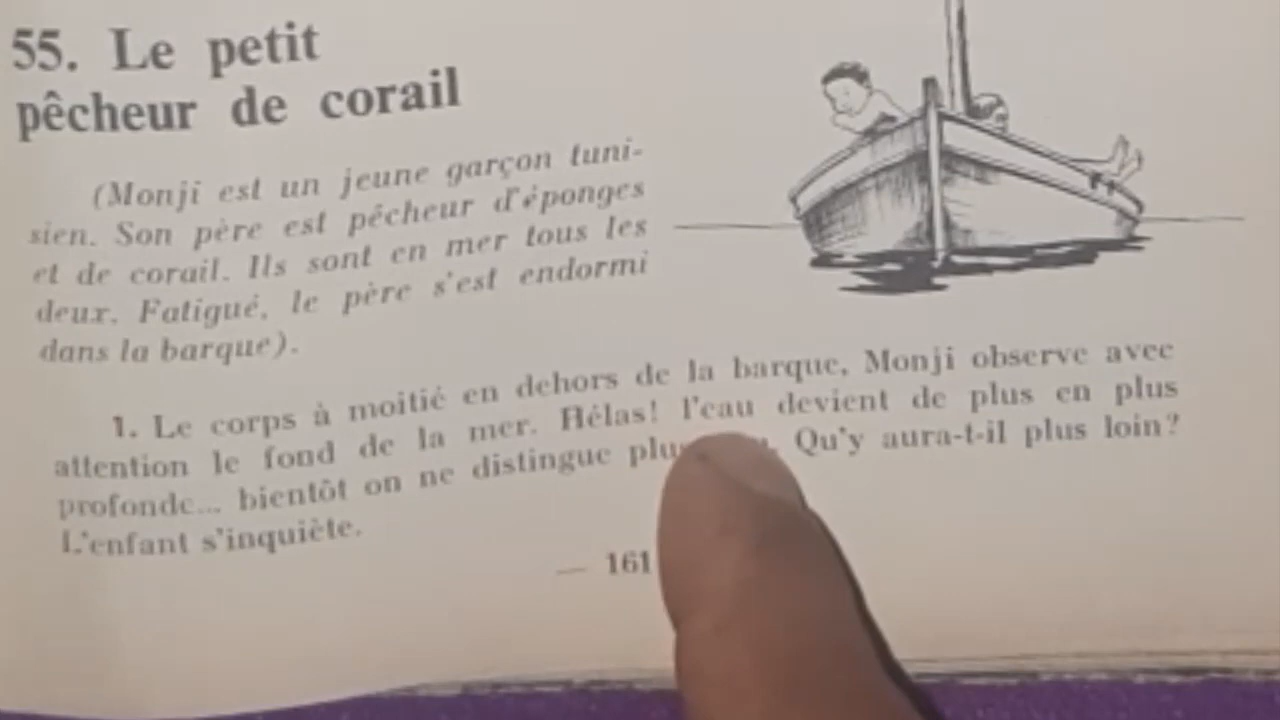 55. Le petit
pêcheur de corail
(Monji est un jeune garçon tuni-
sien. Son père est pêcheur d'éponges
et de corail. Ils sont en mer tous les
deux. Fatigué, le père s'est endormi
dans la barque).
1. Le corps à moitié en dehors de la barque, Monji observe avec
attention le fond de la mer. Hélas! l'eau devient de plus en plus
profonde... bientôt on ne distingue plus Qu'y aura-t-il plus loin?
L'enfant s'inquiète.
— 161